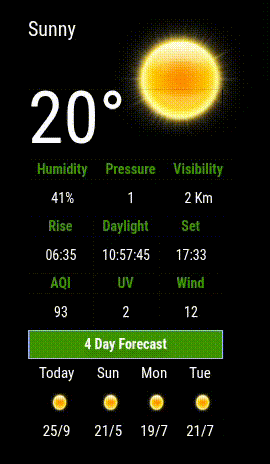 Sunny
20°
Humidity Pressure Visibility
41% 1 2 Km
Rise Daylight Set
06:35 10:57:45 17:33
AQI UV Wind
93 2 12
4 Day Forecast
Today Sun Mon Tue
25/9 21/5 19/7 21/7